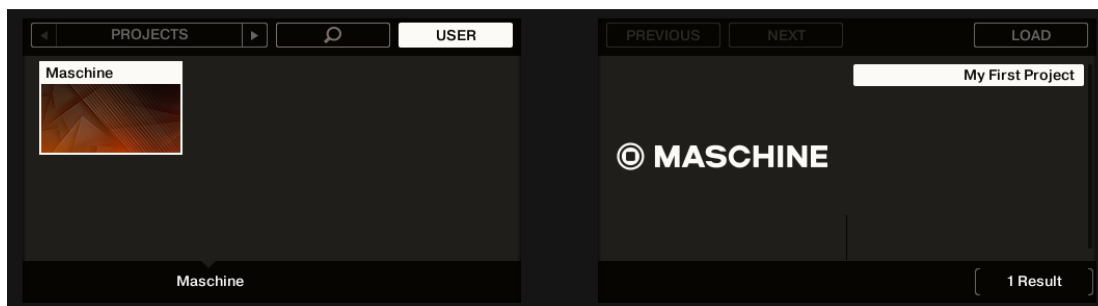 PROJECTS
USER
Maschine
Maschine
PREVIOUS
NEXT
LOAD
My First Project
MASCHINE
1 Result